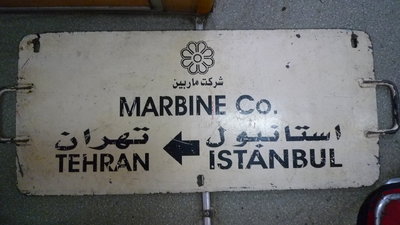 شرکت ماربین
MARBINE Co.
استانبول ← تهران
TEHRAN ← ISTANBUL